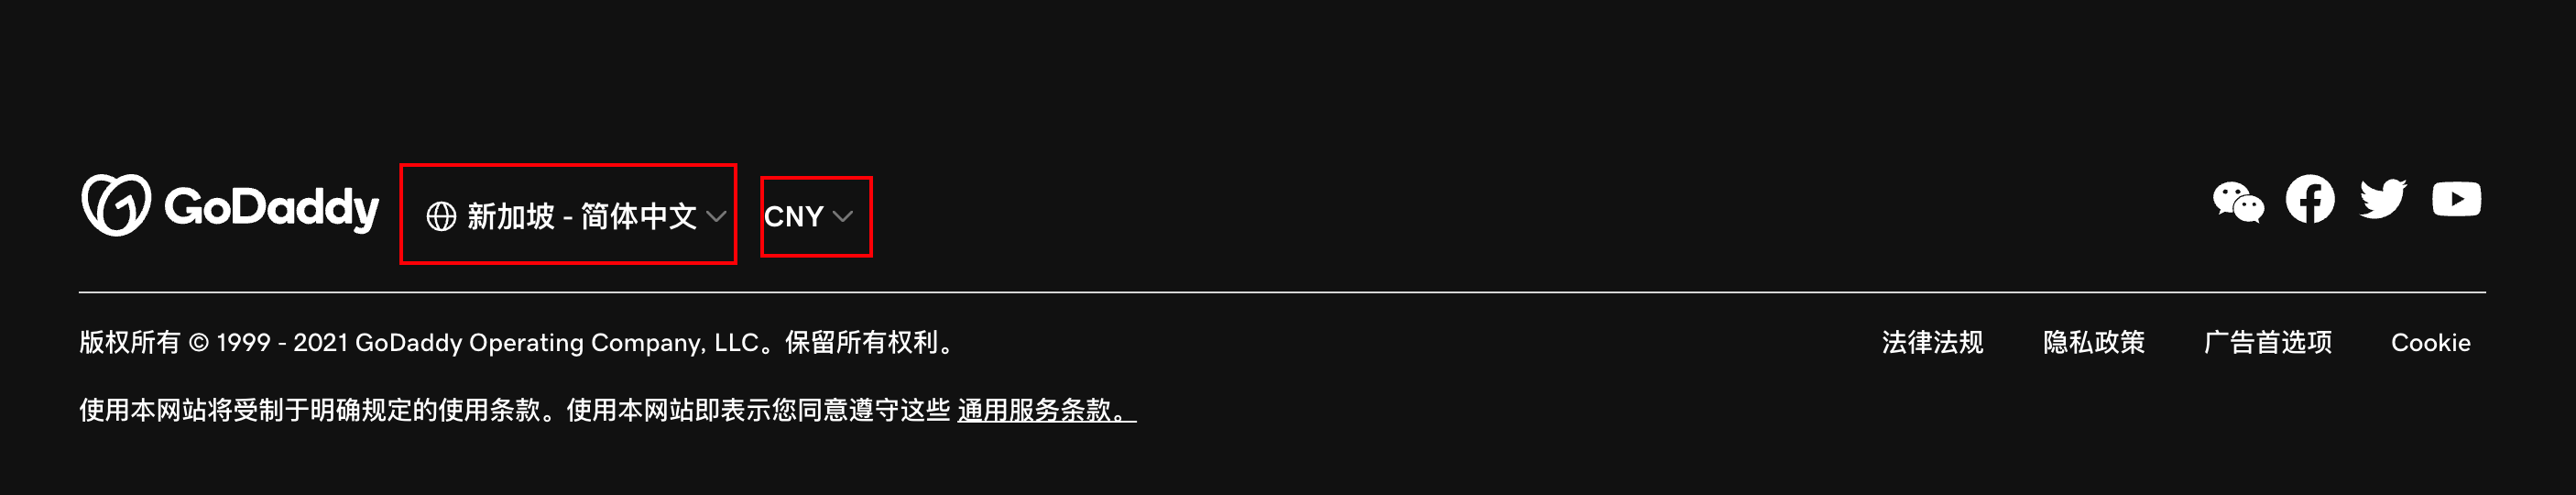 GoDaddy 新加坡 - 简体中文 CNY
版权所有 © 1999 - 2021 GoDaddy Operating Company, LLC。保留所有权利。 法律法规 隐私政策 广告首选项 Cookie
使用本网站将受制于明确规定的使用条款。使用本网站即表示您同意遵守这些 通用服务条款。